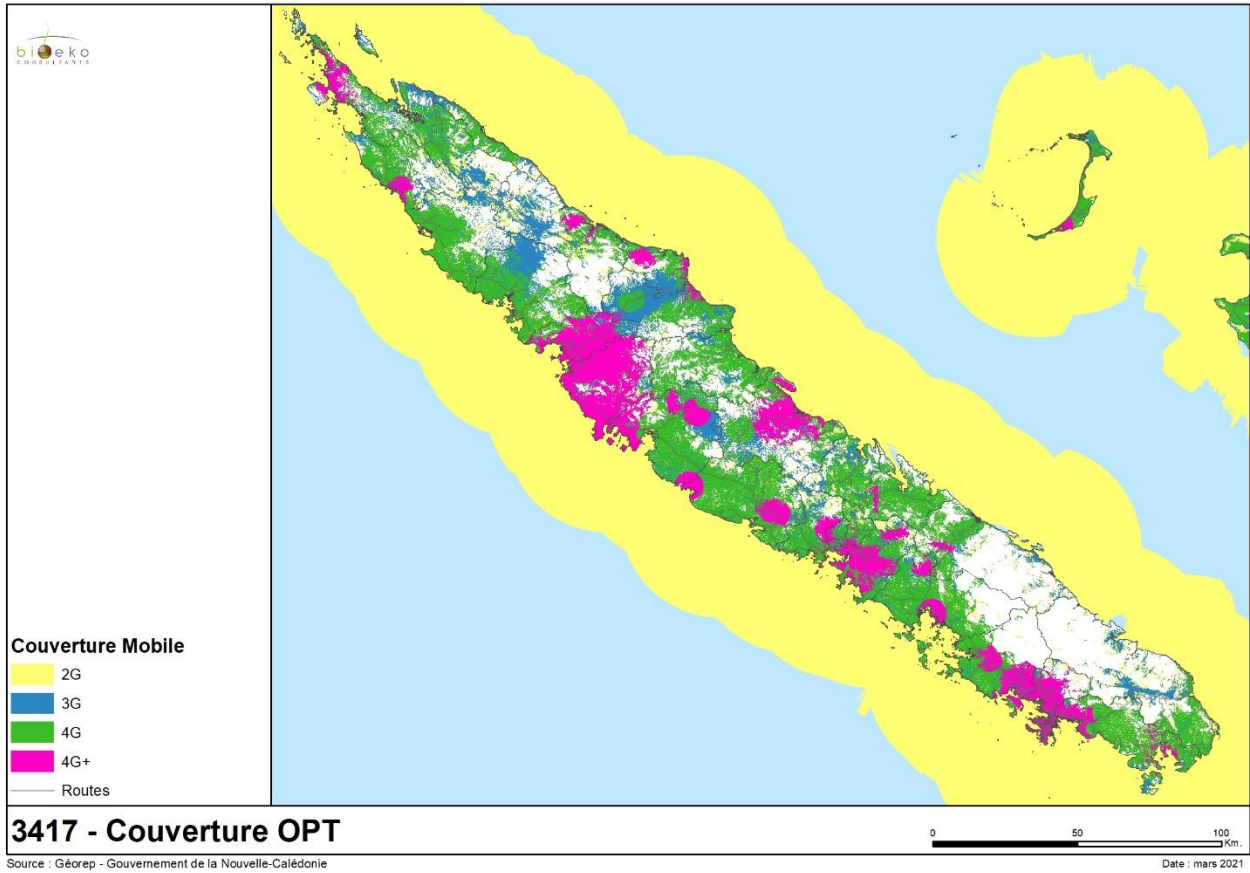 bioeko
CONSULTANTS
Couverture Mobile
2G
3G
4G
4G+
Routes
3417 - Couverture OPT
0 50 100
Km.
Source : Géorep - Gouvernement de la Nouvelle-Calédonie
Date : mars 2021